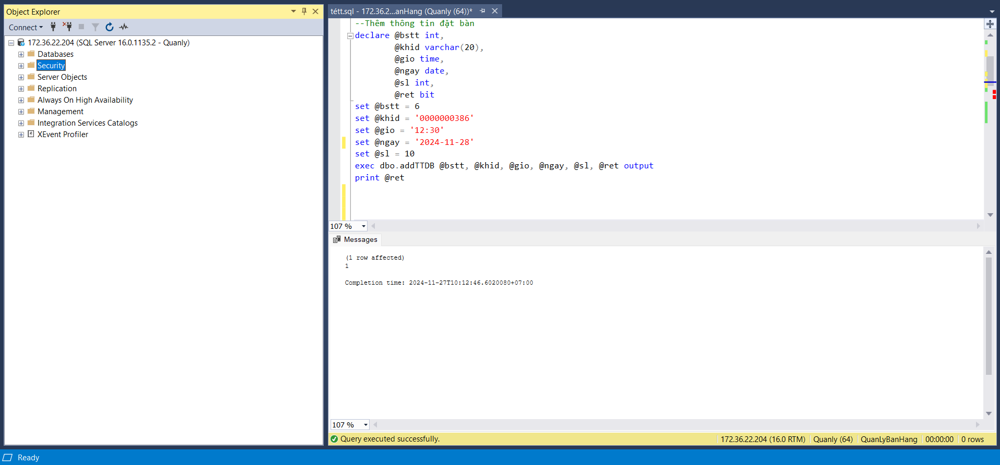 Object Explorer
Connect
172.36.22.204 (SQL Server 16.0.1135.2 - Quanly)
Databases
Security
Server Objects
Replication
Always On High Availability
Management
Integration Services Catalogs
XEvent Profiler
tétt.sql - 172.36.2...anHang (Quanly (64))*
--Thêm thông tin đặt bàn
declare @bstt int,
@khid varchar(20),
@gio time,
@ngay date,
@sl int,
@ret bit
set @bstt = 6
set @khid = '0000000386'
set @gio = '12:30'
set @ngay = '2024-11-28'
set @sl = 10
exec dbo.addTTDB @bstt, @khid, @gio, @ngay, @sl, @ret output
print @ret
107 %
Messages
(1 row affected)
1
Completion time: 2024-11-27T10:12:46.6020080+07:00
107 %
Query executed successfully.
172.36.22.204 (16.0 RTM)
Quanly (64)
QuanLyBanHang
00:00:00
0 rows
Ready